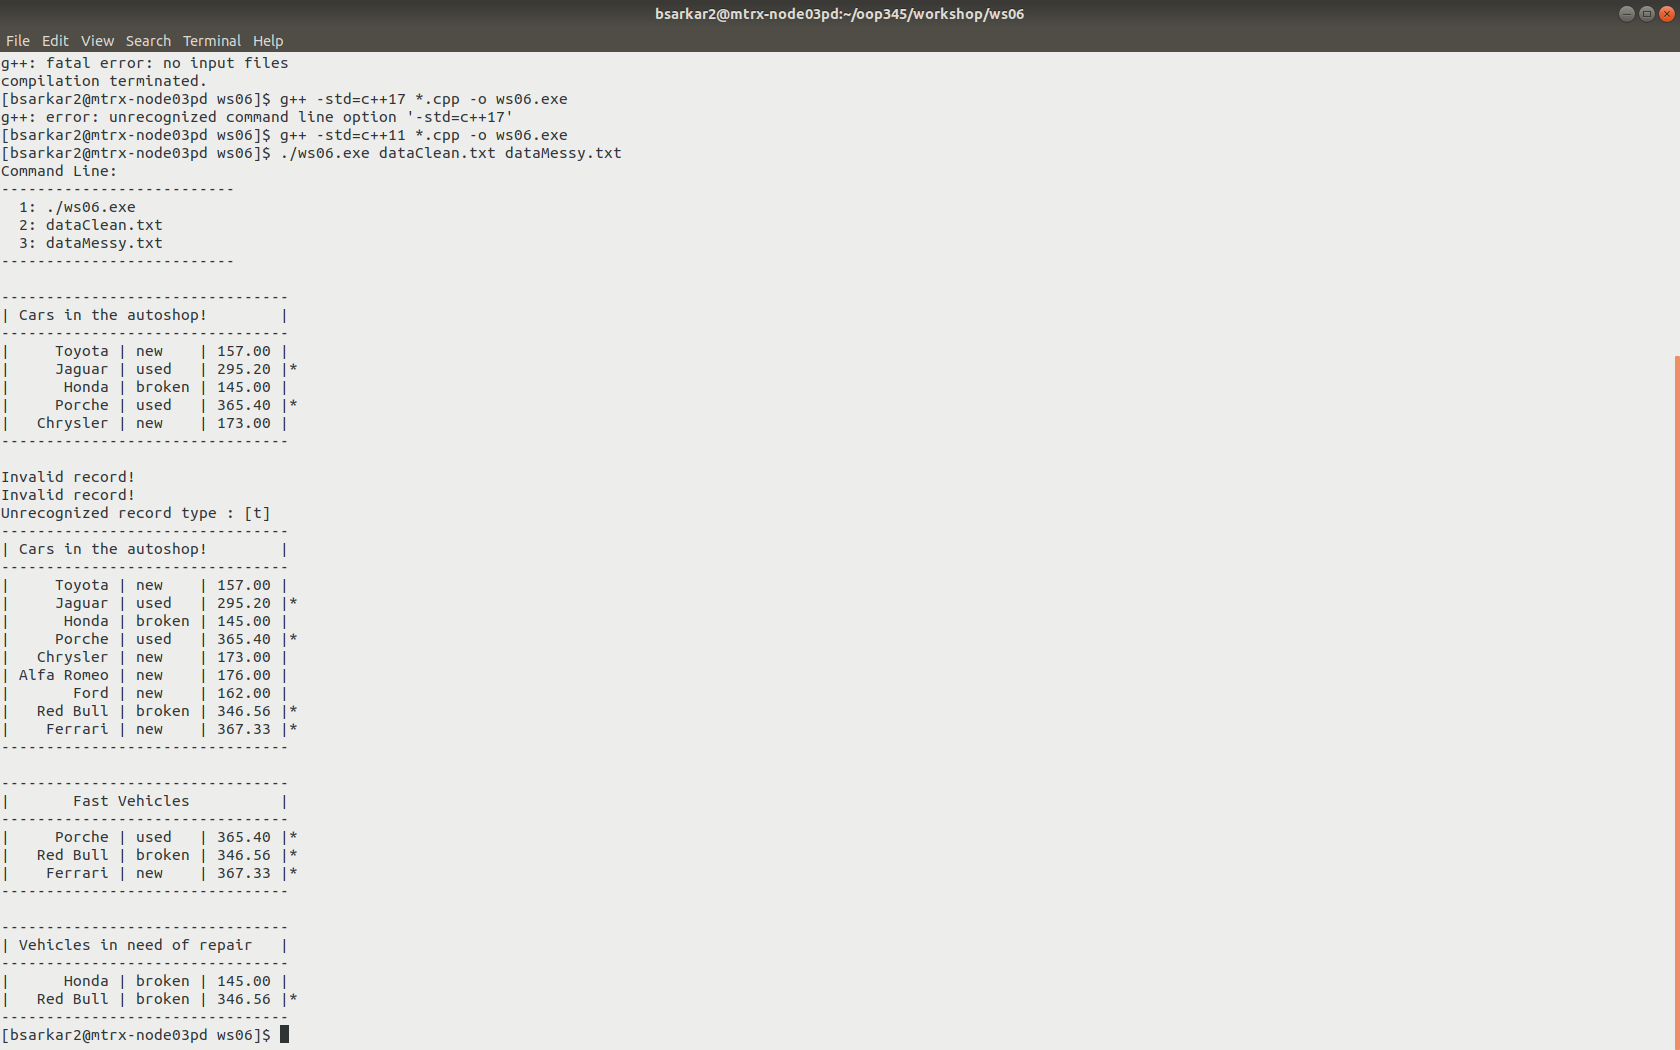 bsarkar2@mtrx-node03pd:~/oop345/workshop/ws06
File Edit View Search Terminal Help
g++: fatal error: no input files
compilation terminated.
[bsarkar2@mtrx-node03pd ws06]$ g++ -std=c++17 *.cpp -o ws06.exe
g++: error: unrecognized command line option '-std=c++17'
[bsarkar2@mtrx-node03pd ws06]$ g++ -std=c++11 *.cpp -o ws06.exe
[bsarkar2@mtrx-node03pd ws06]$ ./ws06.exe dataClean.txt dataMessy.txt
Command Line:
--------------------------
  1: ./ws06.exe
  2: dataClean.txt
  3: dataMessy.txt
--------------------------

--------------------------------
| Cars in the autoshop!        |
--------------------------------
|     Toyota | new    | 157.00 |
|     Jaguar | used   | 295.20 |*
|      Honda | broken | 145.00 |
|     Porche | used   | 365.40 |*
|   Chrysler | new    | 173.00 |
--------------------------------

Invalid record!
Invalid record!
Unrecognized record type : [t]
--------------------------------
| Cars in the autoshop!        |
--------------------------------
|     Toyota | new    | 157.00 |
|     Jaguar | used   | 295.20 |*
|      Honda | broken | 145.00 |
|     Porche | used   | 365.40 |*
|   Chrysler | new    | 173.00 |
| Alfa Romeo | new    | 176.00 |
|       Ford | new    | 162.00 |
|   Red Bull | broken | 346.56 |*
|    Ferrari | new    | 367.33 |*
--------------------------------

--------------------------------
|       Fast Vehicles          |
--------------------------------
|     Porche | used   | 365.40 |*
|   Red Bull | broken | 346.56 |*
|    Ferrari | new    | 367.33 |*
--------------------------------

--------------------------------
| Vehicles in need of repair   |
--------------------------------
|      Honda | broken | 145.00 |
|   Red Bull | broken | 346.56 |*
--------------------------------
[bsarkar2@mtrx-node03pd ws06]$